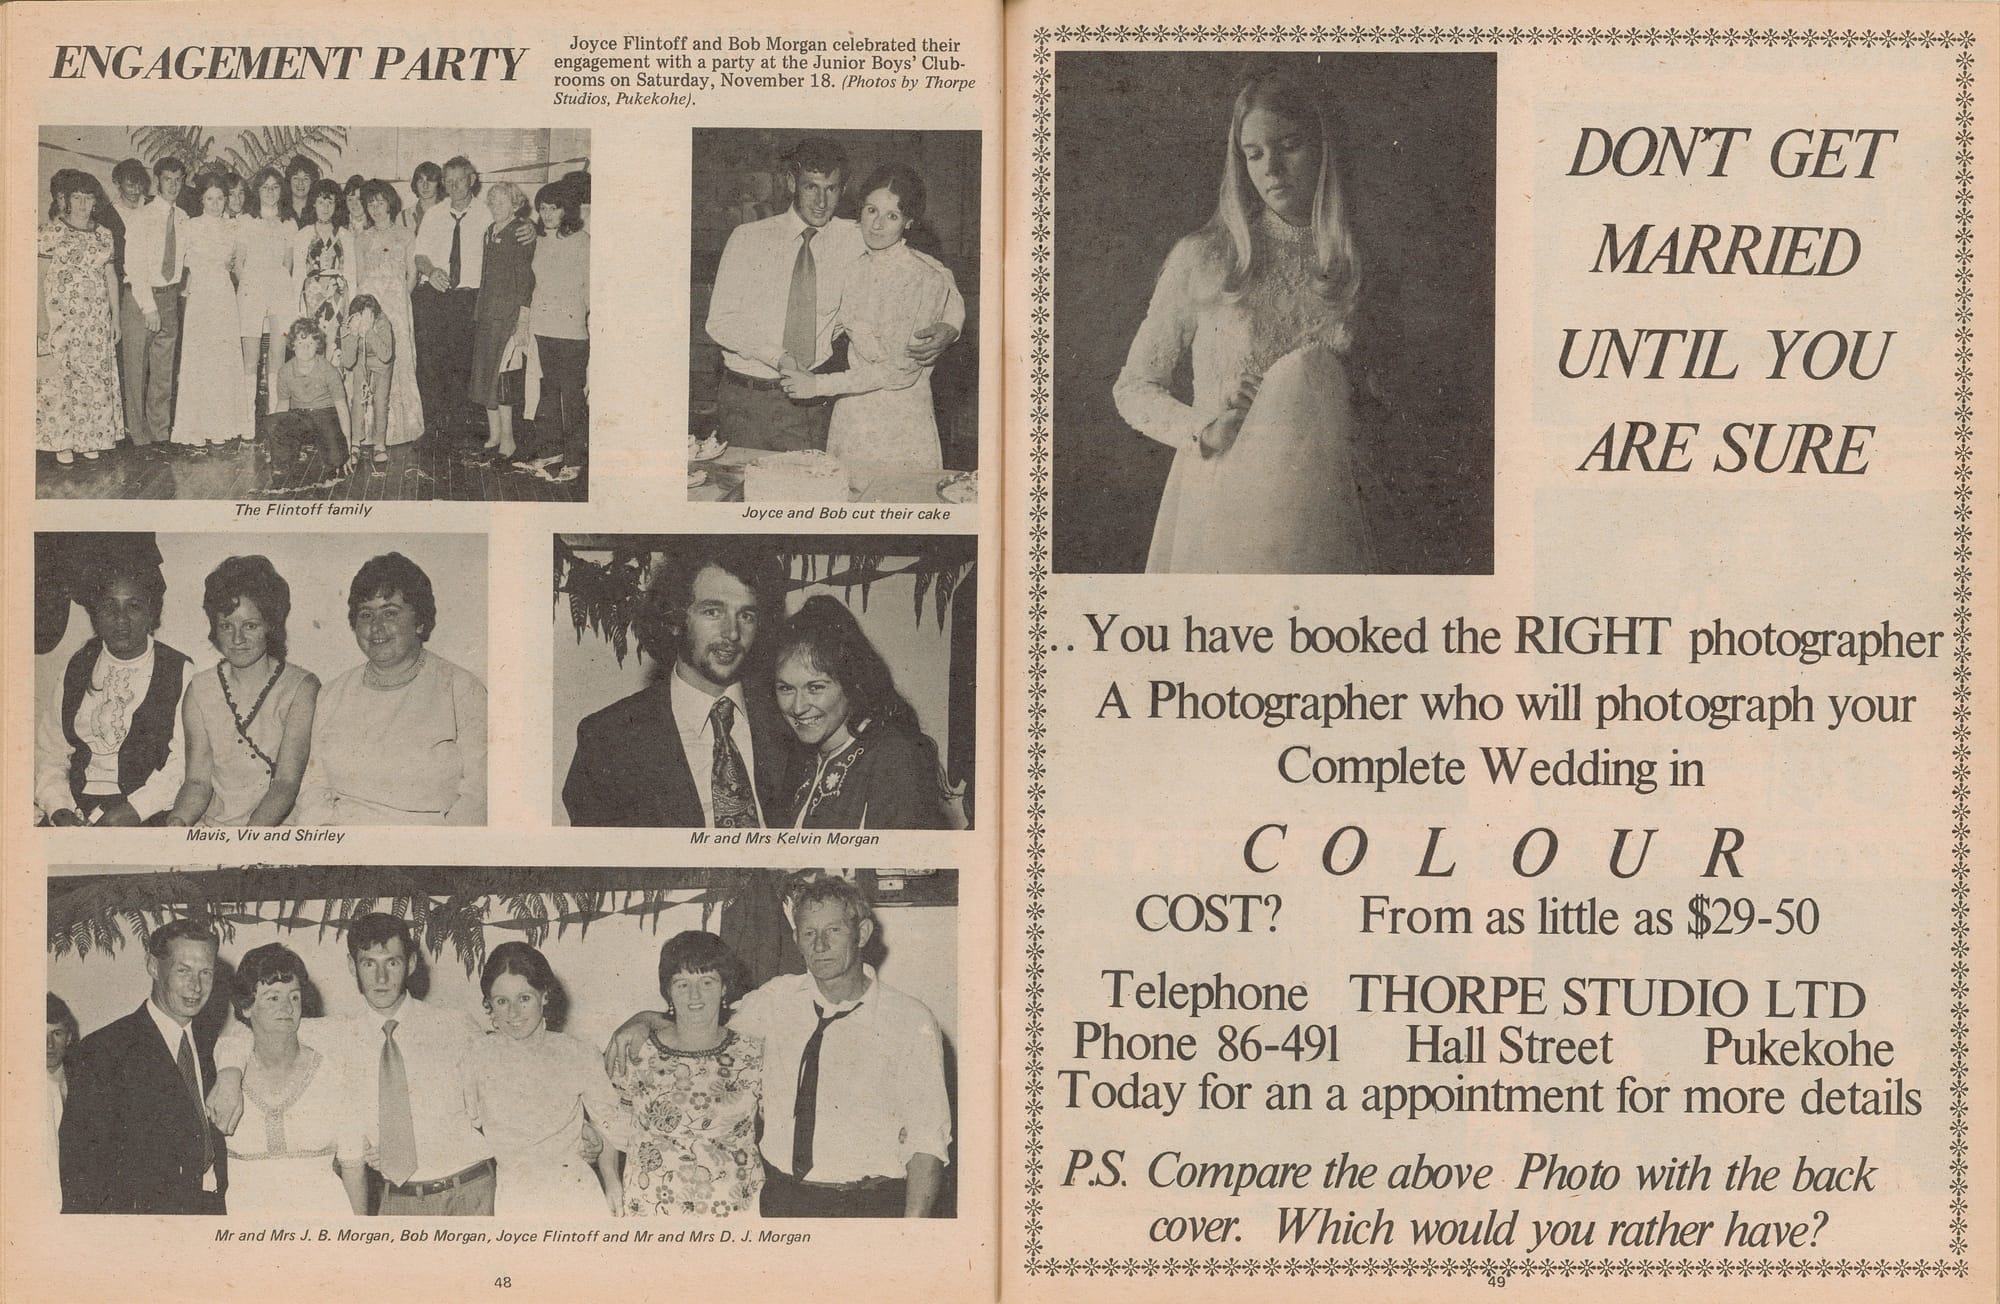 ENGAGEMENT PARTY
Joyce Flintoff and Bob Morgan celebrated their
engagement with a party at the Junior Boys' Club-
rooms on Saturday, November 18. (Photos by Thorpe
Studios, Pukekohe).
The Flintoff family
Joyce and Bob cut their cake
Mavis, Viv and Shirley
Mr and Mrs Kelvin Morgan
Mr and Mrs J. B. Morgan, Bob Morgan, Joyce Flintoff and Mr and Mrs D. J. Morgan
48
DON'T GET
MARRIED
UNTIL YOU
ARE SURE
..You have booked the RIGHT photographer
A Photographer who will photograph your
Complete Wedding in
COLOUR
COST? From as little as $29-50
Telephone THORPE STUDIO LTD
Phone 86-491 Hall Street Pukekohe
Today for an a appointment for more details
P.S. Compare the above Photo with the back
cover. Which would you rather have?
49